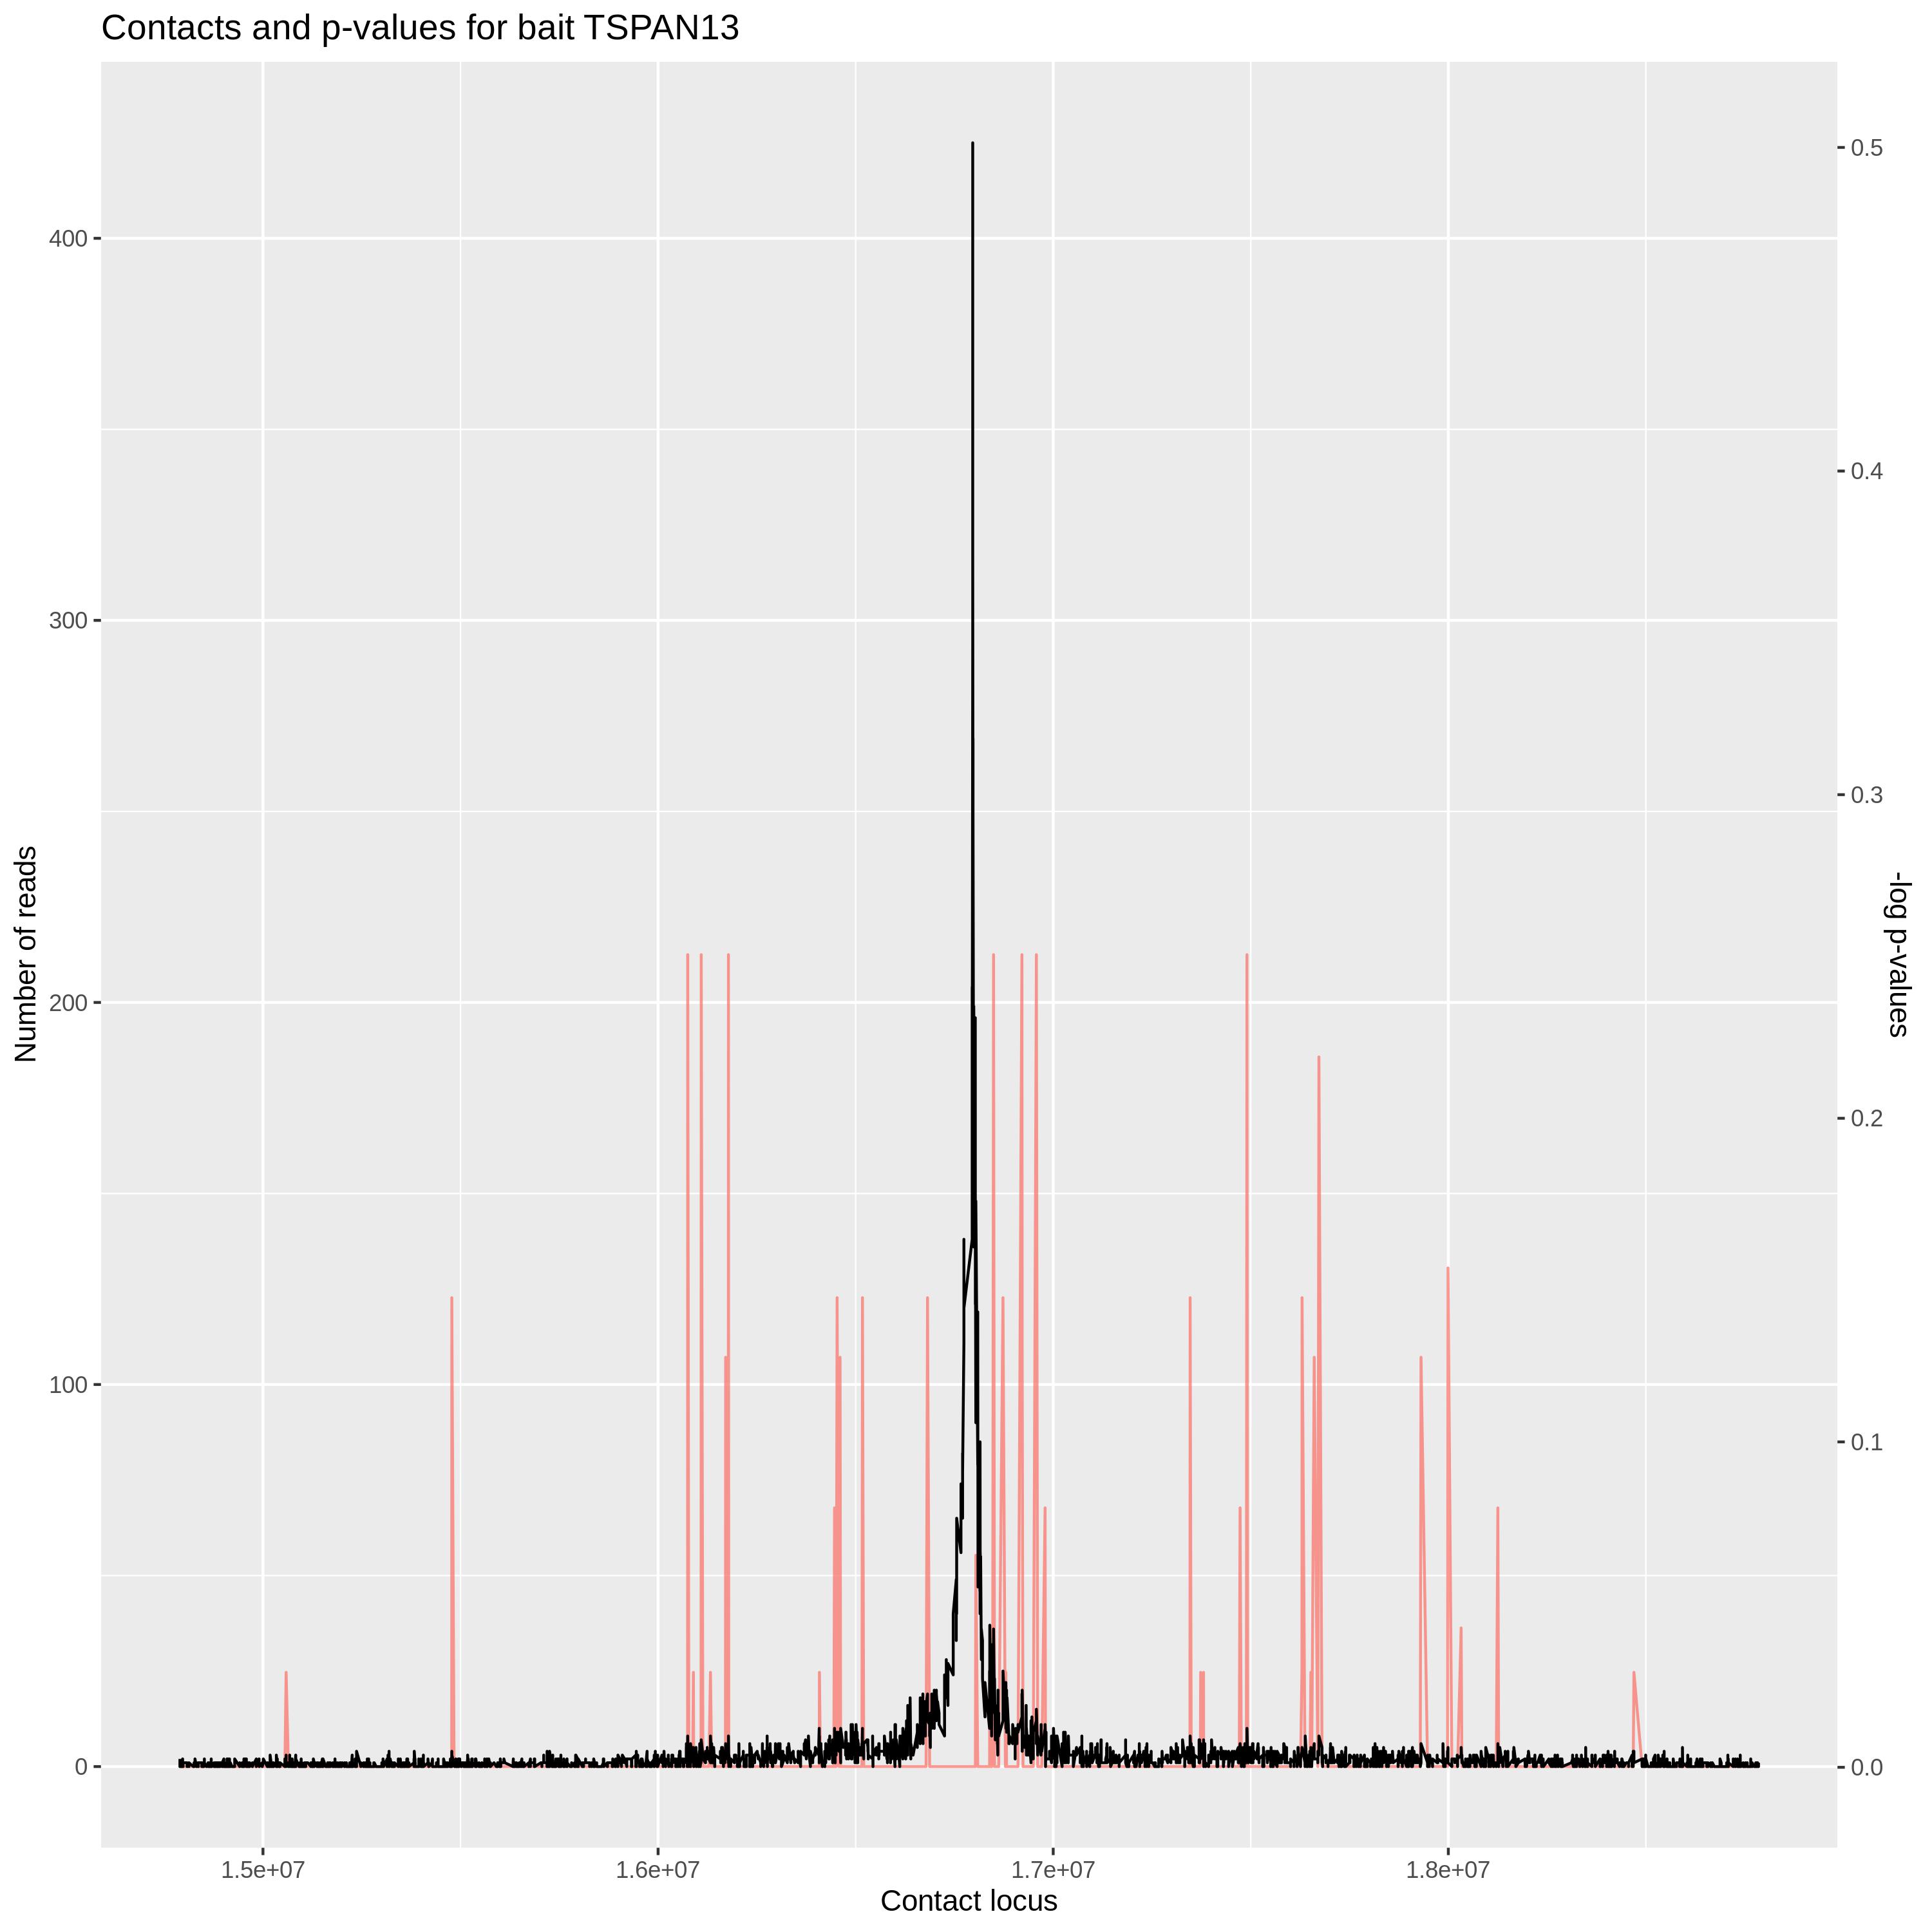 Contacts and p-values for bait TSPAN13
Number of reads
400
300
200
100
0
0.5
0.4
0.3
0.2
0.1
0.0
-log p-values
1.5e+07
1.6e+07
1.7e+07
1.8e+07
Contact locus